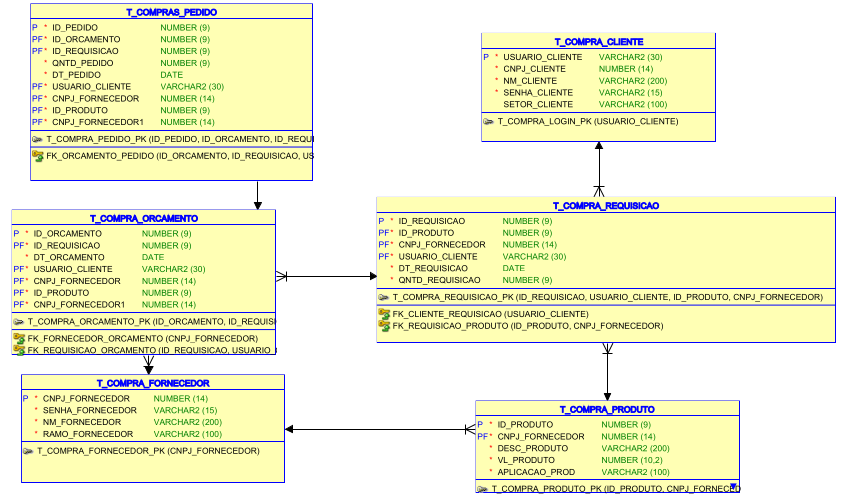 T_COMPRAS_PEDIDO
P * ID_PEDIDO NUMBER (9)
PF* ID_ORCAMENTO NUMBER (9)
PF* ID_REQUISICAO NUMBER (9)
* QNTD_PEDIDO NUMBER (9)
* DT_PEDIDO DATE
PF* USUARIO_CLIENTE VARCHAR2 (30)
PF* CNPJ_FORNECEDOR NUMBER (14)
PF* ID_PRODUTO NUMBER (9)
PF* CNPJ_FORNECEDOR1 NUMBER (14)
T_COMPRA_PEDIDO_PK (ID_PEDIDO, ID_ORCAMENTO, ID_REQUI
FK_ORCAMENTO_PEDIDO (ID_ORCAMENTO, ID_REQUISICAO, US
T_COMPRA_CLIENTE
P * USUARIO_CLIENTE VARCHAR2 (30)
* CNPJ_CLIENTE NUMBER (14)
* NM_CLIENTE VARCHAR2 (200)
* SENHA_CLIENTE VARCHAR2 (15)
SETOR_CLIENTE VARCHAR2 (100)
T_COMPRA_LOGIN_PK (USUARIO_CLIENTE)
T_COMPRA_ORCAMENTO
P * ID_ORCAMENTO NUMBER (9)
PF* ID_REQUISICAO NUMBER (9)
* DT_ORCAMENTO DATE
PF* USUARIO_CLIENTE VARCHAR2 (30)
PF* CNPJ_FORNECEDOR NUMBER (14)
PF* ID_PRODUTO NUMBER (9)
PF* CNPJ_FORNECEDOR1 NUMBER (14)
T_COMPRA_ORCAMENTO_PK (ID_ORCAMENTO, ID_REQUIS
FK_FORNECEDOR_ORCAMENTO (CNPJ_FORNECEDOR)
FK_REQUISICAO_ORCAMENTO (ID_REQUISICAO, USUARIO
T_COMPRA_REQUISICAO
P * ID_REQUISICAO NUMBER (9)
PF* ID_PRODUTO NUMBER (9)
PF* CNPJ_FORNECEDOR NUMBER (14)
PF* USUARIO_CLIENTE VARCHAR2 (30)
* DT_REQUISICAO DATE
* QNTD_REQUISICAO NUMBER (9)
T_COMPRA_REQUISICAO_PK (ID_REQUISICAO, USUARIO_CLIENTE, ID_PRODUTO, CNPJ_FORNECEDOR)
FK_CLIENTE_REQUISICAO (USUARIO_CLIENTE)
FK_REQUISICAO_PRODUTO (ID_PRODUTO, CNPJ_FORNECEDOR)
T_COMPRA_FORNECEDOR
P * CNPJ_FORNECEDOR NUMBER (14)
* SENHA_FORNECEDOR VARCHAR2 (15)
* NM_FORNECEDOR VARCHAR2 (200)
* RAMO_FORNECEDOR VARCHAR2 (100)
T_COMPRA_FORNECEDOR_PK (CNPJ_FORNECEDOR)
T_COMPRA_PRODUTO
P * ID_PRODUTO NUMBER (9)
PF* CNPJ_FORNECEDOR NUMBER (14)
* DESC_PRODUTO VARCHAR2 (200)
* VL_PRODUTO NUMBER (10,2)
* APLICACAO_PROD VARCHAR2 (100)
T_COMPRA_PRODUTO_PK (ID_PRODUTO, CNPJ_FORNECED